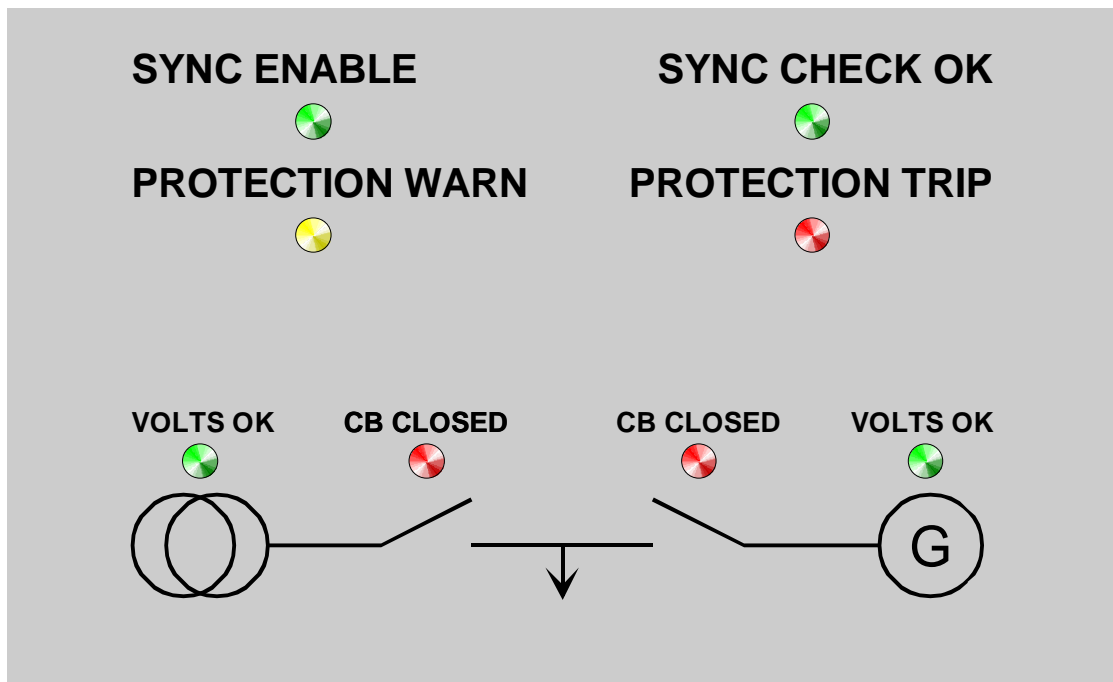 SYNC ENABLE SYNC CHECK OK
PROTECTION WARN PROTECTION TRIP
VOLTS OK CB CLOSED CB CLOSED VOLTS OK
G